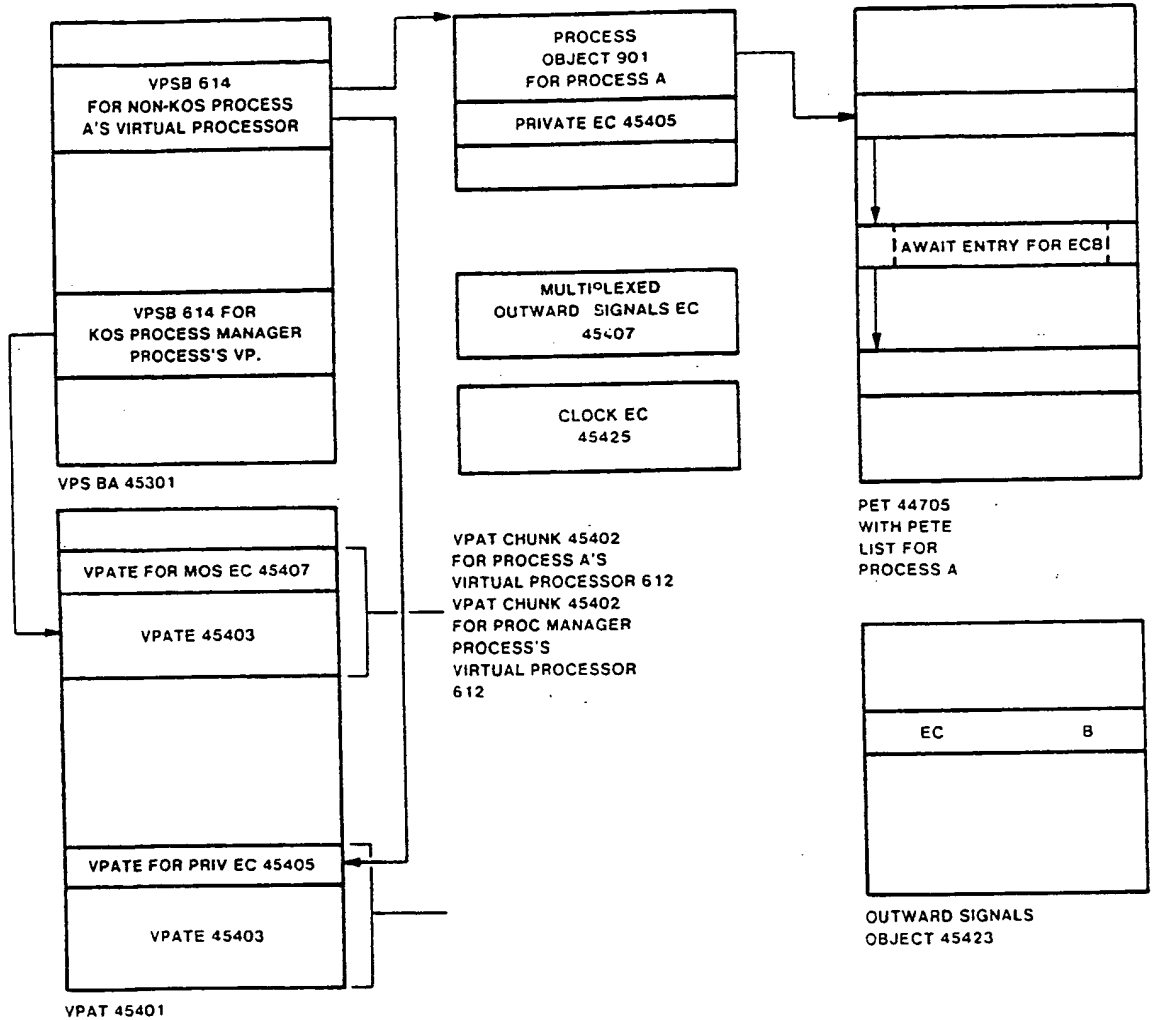 VPSB 614
FOR NON-KOS PROCESS
A'S VIRTUAL PROCESSOR
VPSB 614 FOR
KOS PROCESS MANAGER
PROCESS'S VP.
VPS BA 45301
PROCESS
OBJECT 901
FOR PROCESS A
PRIVATE EC 45405
MULTIPLEXED
OUTWARD SIGNALS EC
45407
CLOCK EC
45425
AWAIT ENTRY FOR ECB
PET 44705
WITH PETE
LIST FOR
PROCESS A
VPATE FOR MOS EC 45407
VPATE 45403
VPATE FOR PRIV EC 45405
VPATE 45403
VPAT 45401
VPAT CHUNK 45402
FOR PROCESS A'S
VIRTUAL PROCESSOR 612
VPAT CHUNK 45402
FOR PROC MANAGER
PROCESS'S
VIRTUAL PROCESSOR
612
EC B
OUTWARD SIGNALS
OBJECT 45423